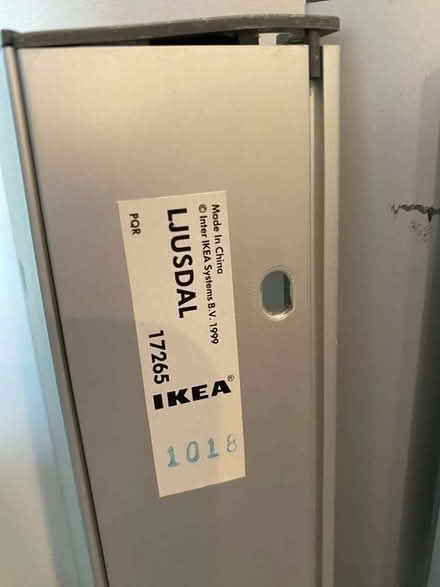 Made in China
© Inter IKEA Systems B.V. 1999
LJUSDAL
PQR
17265
IKEA®
1018